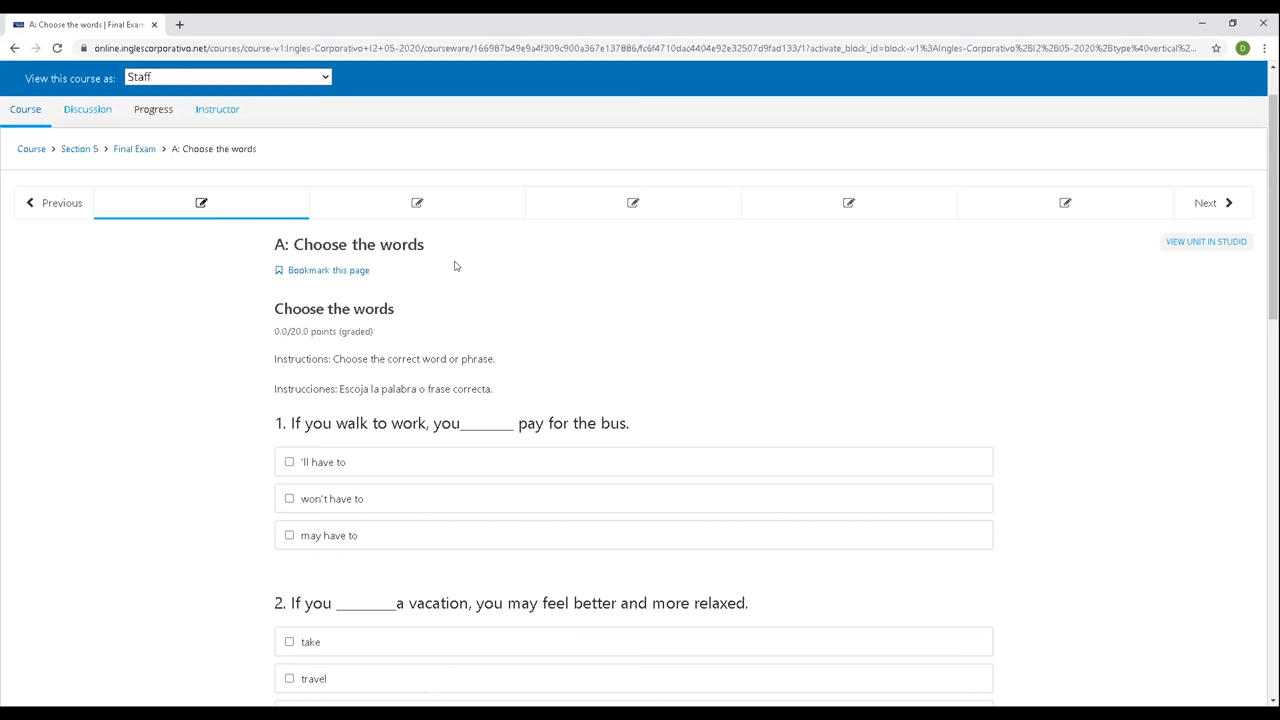 A: Choose the words | Final Exam
online.inglescorporativo.net/courses/course-v1:Ingles-Corporativo+I2+05-2020/courseware/166987b49e9a4f309c900a367e137886/fc6f4710dac4404e92e32507d9fad133/1?activate_block_id=block-v1%3AIngles-Corporativo%2BI2%2B05-2020%2Btype%40vertical%2...
D
View this course as: Staff
Course Discussion Progress Instructor
Course > Section 5 > Final Exam > A: Choose the words
Previous Next
A: Choose the words
VIEW UNIT IN STUDIO
Bookmark this page
Choose the words
0.0/20.0 points (graded)
Instructions: Choose the correct word or phrase.
Instrucciones: Escoja la palabra o frase correcta.
1. If you walk to work, you_______ pay for the bus.
'll have to
won't have to
may have to
2. If you ________a vacation, you may feel better and more relaxed.
take
travel